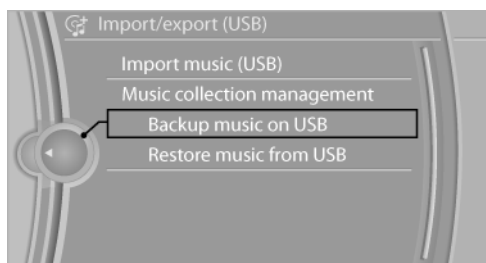 Import/export (USB)
Import music (USB)
Music collection management
Backup music on USB
Restore music from USB